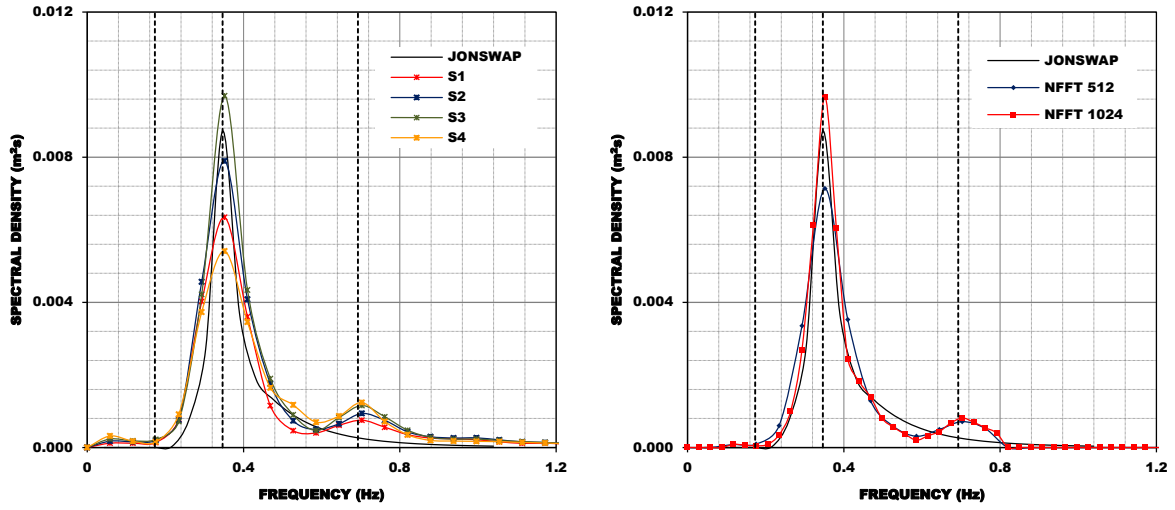 0.012
0.008
0.004
0.000
0
0.4
0.8
1.2
SPECTRAL DENSITY (m²s)
FREQUENCY (Hz)
JONSWAP
S1
S2
S3
S4
0.012
0.008
0.004
0.000
0
0.4
0.8
1.2
SPECTRAL DENSITY (m²s)
FREQUENCY (Hz)
JONSWAP
NFFT 512
NFFT 1024